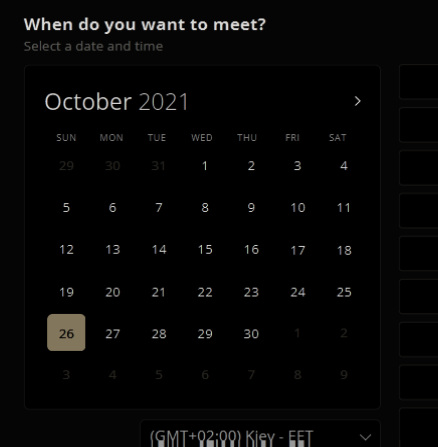 When do you want to meet?
Select a date and time
October 2021
SUN MON TUE WED THU FRI SAT
29 30 31 1 2 3 4
5 6 7 8 9 10 11
12 13 14 15 16 17 18
19 20 21 22 23 24 25
26 27 28 29 30 1 2
3 4 5 6 7 8 9
(GMT+02:00) Kiev - EET